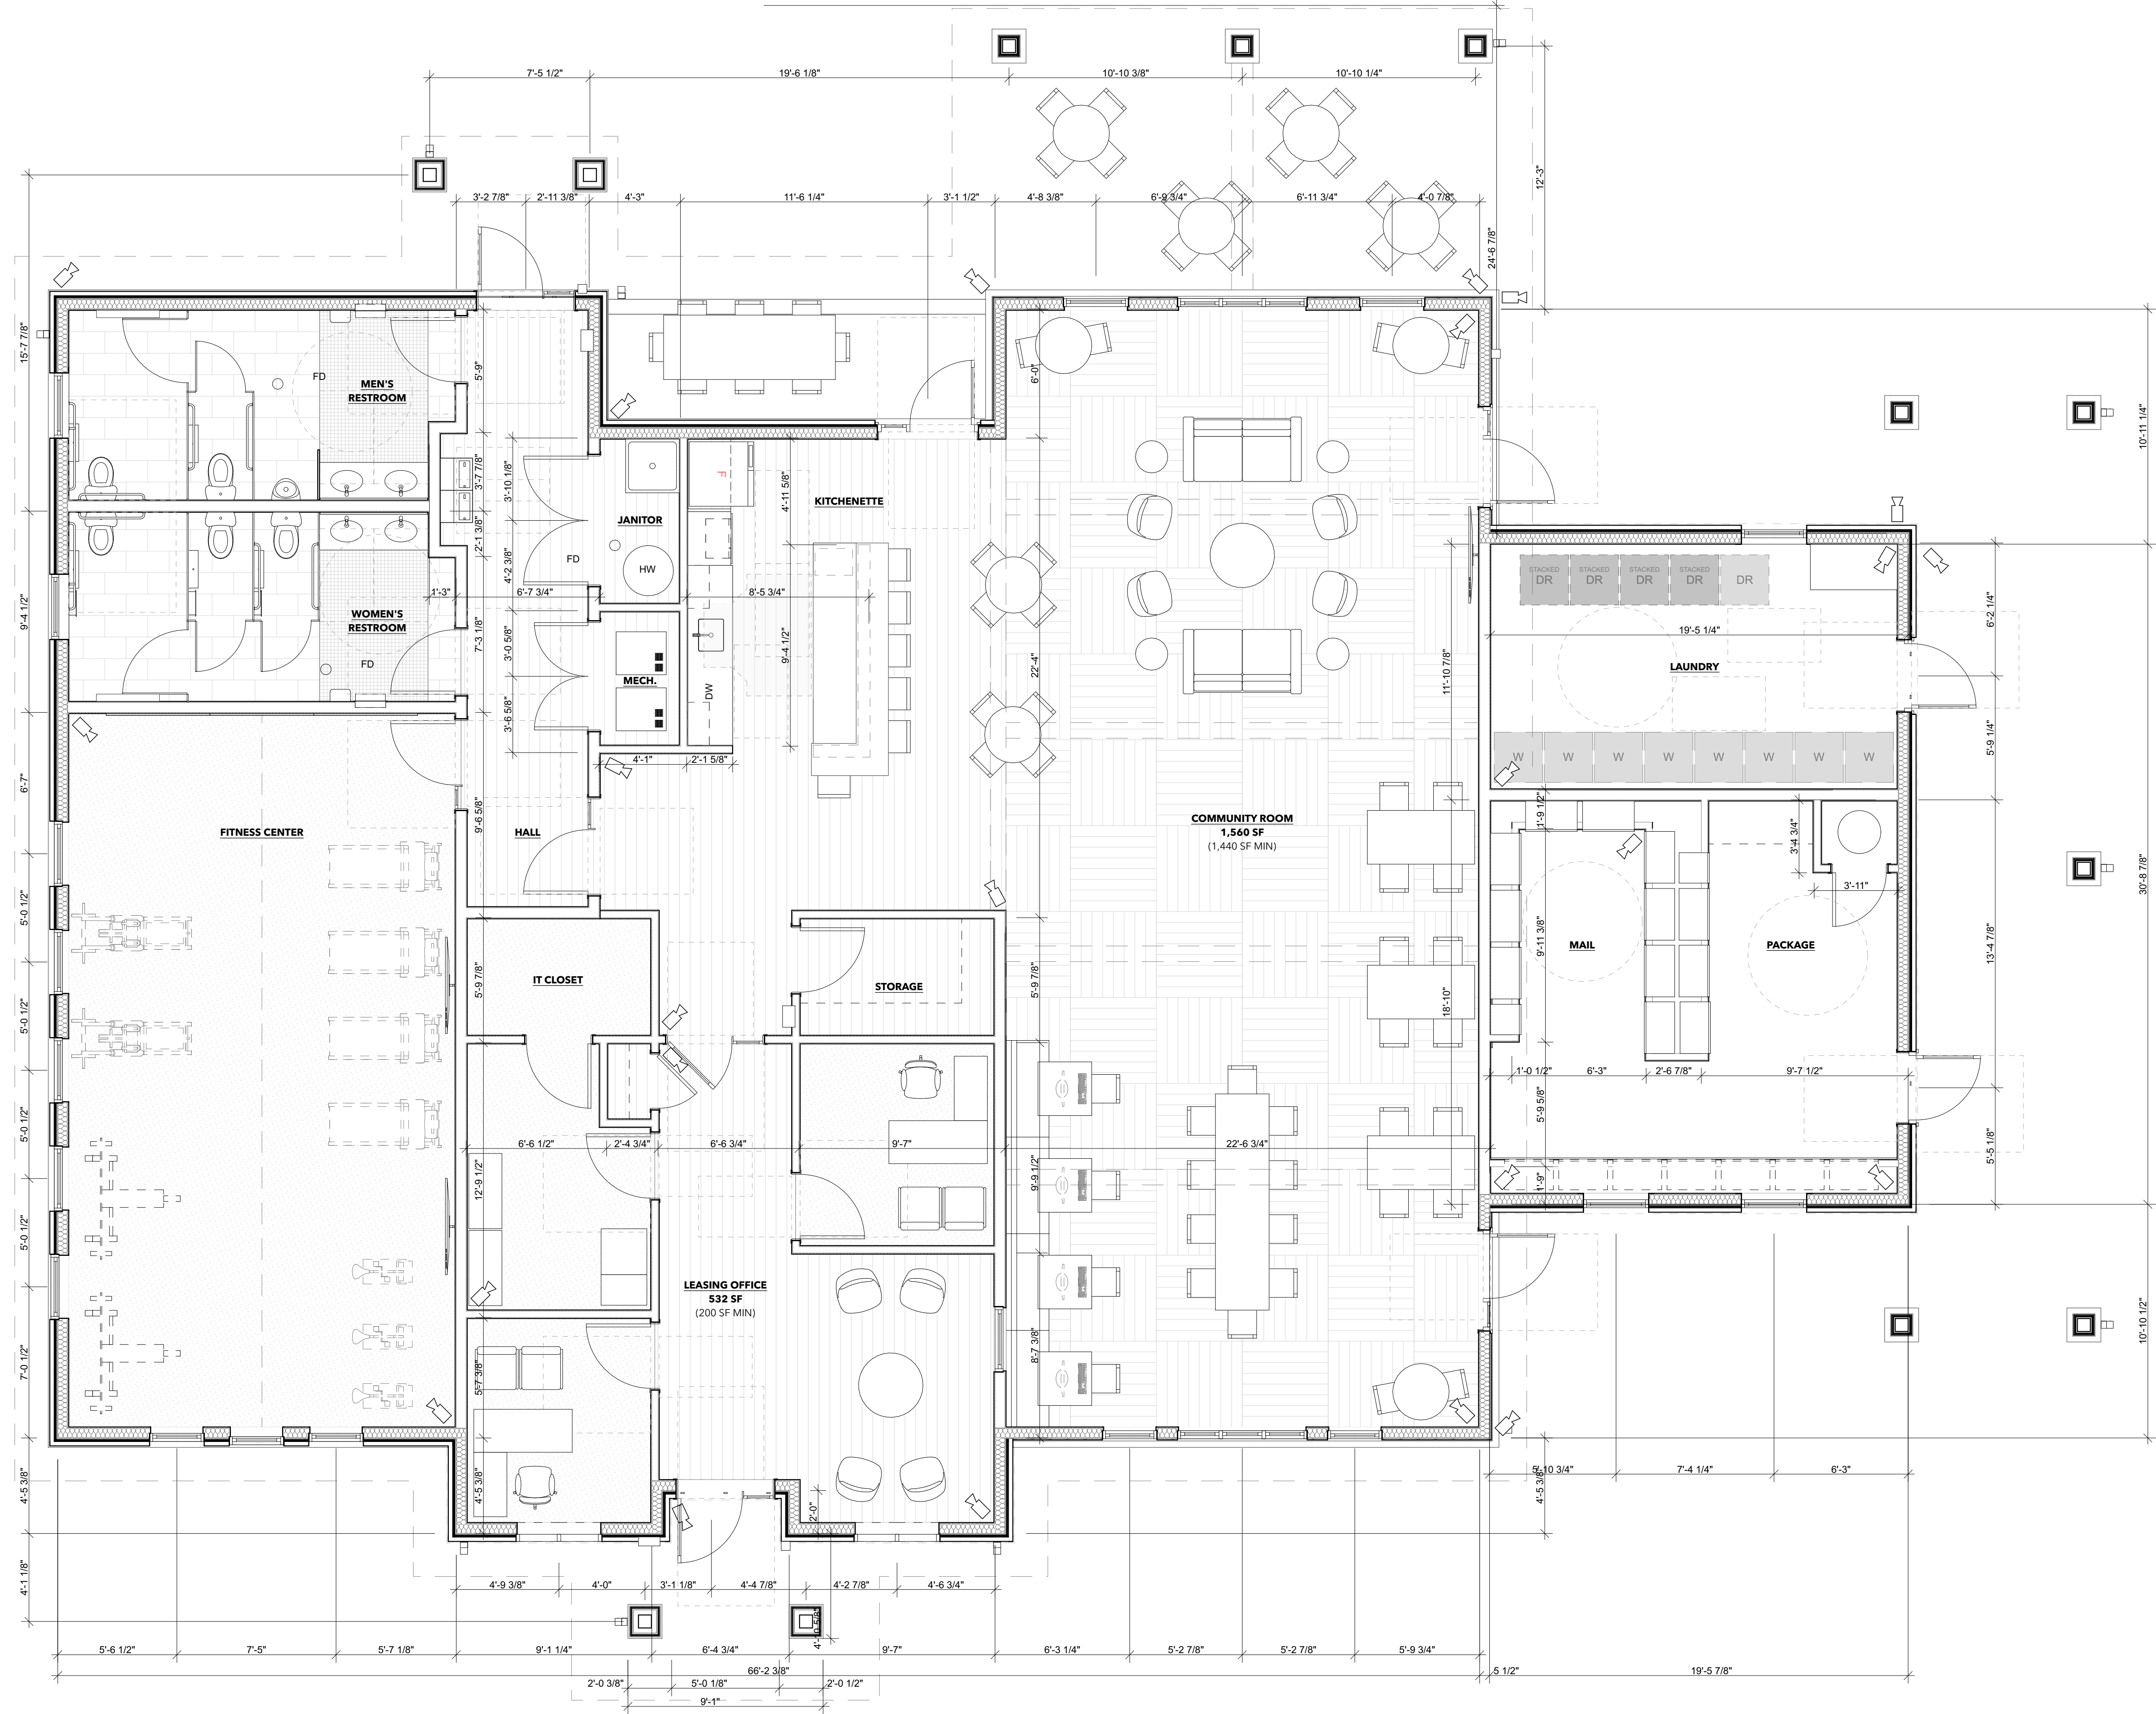 7'-5 1/2"
19'-6 1/8"
10'-10 3/8"
10'-10 1/4"
12'-3"
3'-2 7/8"
2'-11 3/8"
4'-3"
11'-6 1/4"
3'-1 1/2"
4'-8 3/8"
6'-9 3/4"
6'-11 3/4"
4'-0 7/8"
24'-6 7/8"
15'-7 7/8"
5'-9"
6'-0"
FD
MEN'S
RESTROOM
10'-11 1/4"
3'-7 7/8"
3'-10 1/8"
F
4'-11 5/8"
KITCHENETTE
JANITOR
2'-1 3/8"
4'-2 3/8"
FD
HW
STACKED
DR
STACKED
DR
STACKED
DR
STACKED
DR
DR
1'-3"
6'-7 3/4"
8'-5 3/4"
9'-4 1/2"
WOMEN'S
RESTROOM
6'-2 1/4"
7'-3 1/8"
3'-0 5/8"
9'-4 1/2"
19'-5 1/4"
FD
22'-4"
11'-10 7/8"
LAUNDRY
MECH.
DW
3'-6 5/8"
5'-9 1/4"
4'-1"
2'-1 5/8"
W
W
W
W
W
W
W
W
6'-7"
9'-6 5/8"
FITNESS CENTER
HALL
COMMUNITY ROOM
1,560 SF
(1,440 SF MIN)
1'-9 1/2"
3'-4 3/4"
30'-8 7/8"
3'-11"
5'-0 1/2"
9'-11 3/8"
MAIL
PACKAGE
13'-4 7/8"
5'-9 7/8"
IT CLOSET
STORAGE
5'-9 7/8"
18'-10"
5'-0 1/2"
1'-0 1/2"
6'-3"
2'-6 7/8"
9'-7 1/2"
5'-9 5/8"
5'-0 1/2"
6'-6 1/2"
2'-4 3/4"
6'-6 3/4"
9'-7"
22'-6 3/4"
5'-5 1/8"
12'-9 1/2"
9'-9 1/2"
1'-9"
5'-0 1/2"
LEASING OFFICE
532 SF
(200 SF MIN)
10'-10 1/2"
7'-0 1/2"
5'-7 3/8"
8'-7 3/8"
4'-5 3/8"
4'-5 3/8"
2'-0"
5'-10 3/4"
7'-4 1/4"
6'-3"
4'-5 3/8"
4'-1 1/8"
4'-9 3/8"
4'-0"
3'-1 1/8"
4'-4 7/8"
4'-2 7/8"
4'-6 3/4"
4'-10 5/8"
5'-6 1/2"
7'-5"
5'-7 1/8"
9'-1 1/4"
6'-4 3/4"
9'-7"
6'-3 1/4"
5'-2 7/8"
5'-2 7/8"
5'-9 3/4"
66'-2 3/8"
5 1/2"
19'-5 7/8"
2'-0 3/8"
5'-0 1/8"
2'-0 1/2"
9'-1"